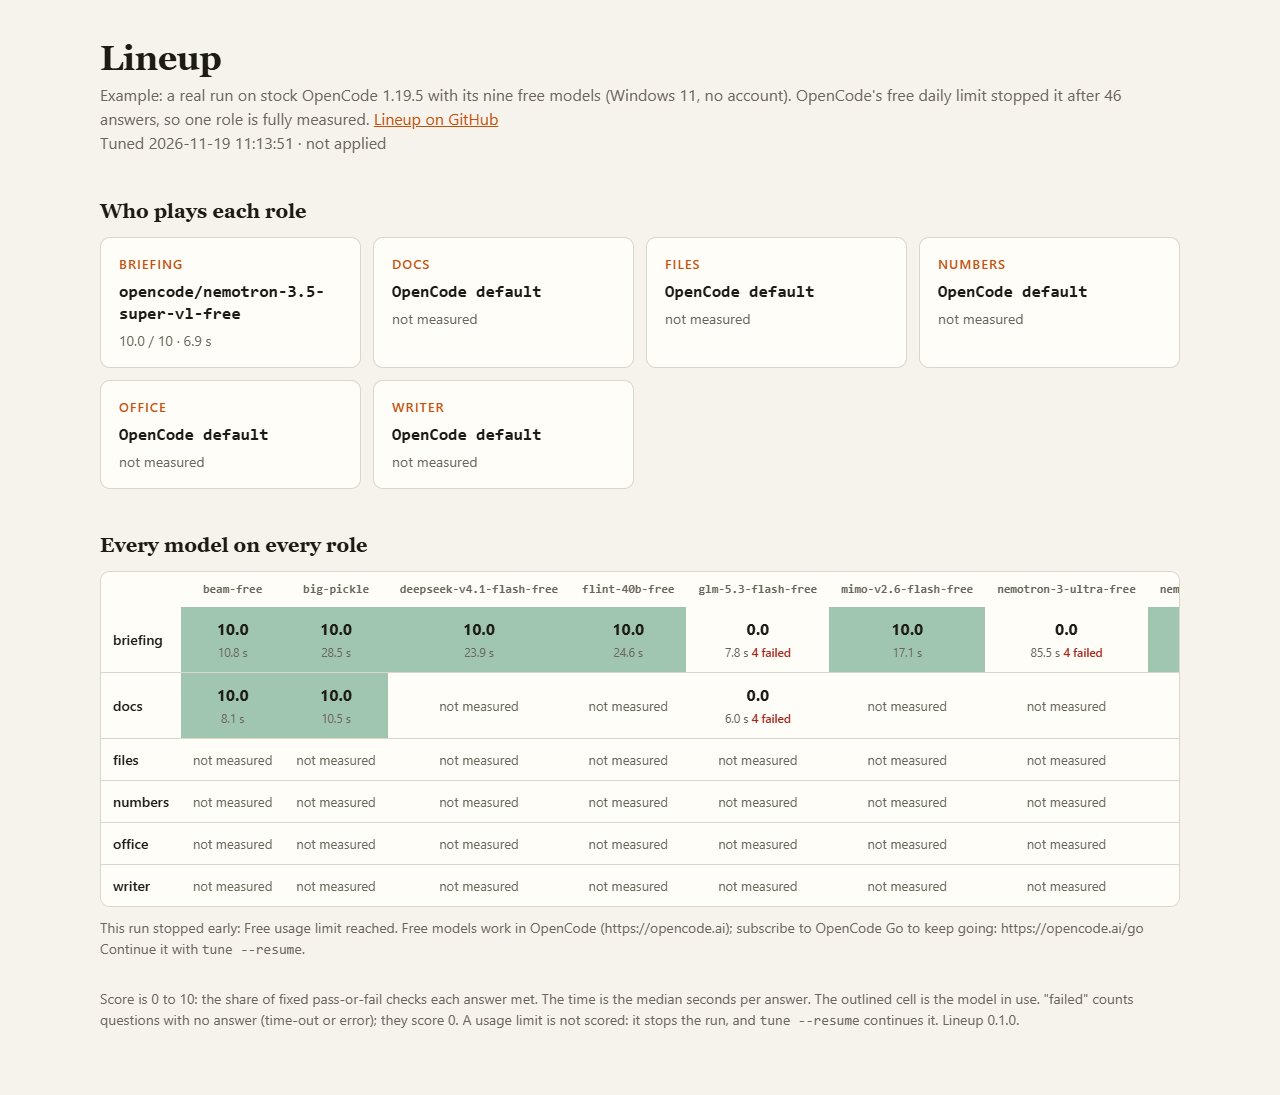 Lineup
Example: a real run on stock OpenCode 1.19.5 with its nine free models (Windows 11, no account). OpenCode's free daily limit stopped it after 46
answers, so one role is fully measured. Lineup on GitHub
Tuned 2026-11-19 11:13:51 · not applied
Who plays each role
BRIEFING
opencode/nemotron-3.5-
super-vl-free
10.0 / 10 · 6.9 s
DOCS
OpenCode default
not measured
FILES
OpenCode default
not measured
NUMBERS
OpenCode default
not measured
OFFICE
OpenCode default
not measured
WRITER
OpenCode default
not measured
Every model on every role
beam-free big-pickle deepseek-v4.1-flash-free flint-40b-free glm-5.3-flash-free mimo-v2.6-flash-free nemotron-3-ultra-free nem
briefing 10.0 10.0 10.0 10.0 0.0 10.0 0.0
10.8 s 28.5 s 23.9 s 24.6 s 7.8 s 4 failed 17.1 s 85.5 s 4 failed
docs 10.0 10.0 not measured not measured 0.0 not measured not measured
8.1 s 10.5 s 6.0 s 4 failed
files not measured not measured not measured not measured not measured not measured not measured
numbers not measured not measured not measured not measured not measured not measured not measured
office not measured not measured not measured not measured not measured not measured not measured
writer not measured not measured not measured not measured not measured not measured not measured
This run stopped early: Free usage limit reached. Free models work in OpenCode (https://opencode.ai); subscribe to OpenCode Go to keep going: https://opencode.ai/go
Continue it with tune --resume.
Score is 0 to 10: the share of fixed pass-or-fail checks each answer met. The time is the median seconds per answer. The outlined cell is the model in use. "failed" counts
questions with no answer (time-out or error); they score 0. A usage limit is not scored: it stops the run, and tune --resume continues it. Lineup 0.1.0.